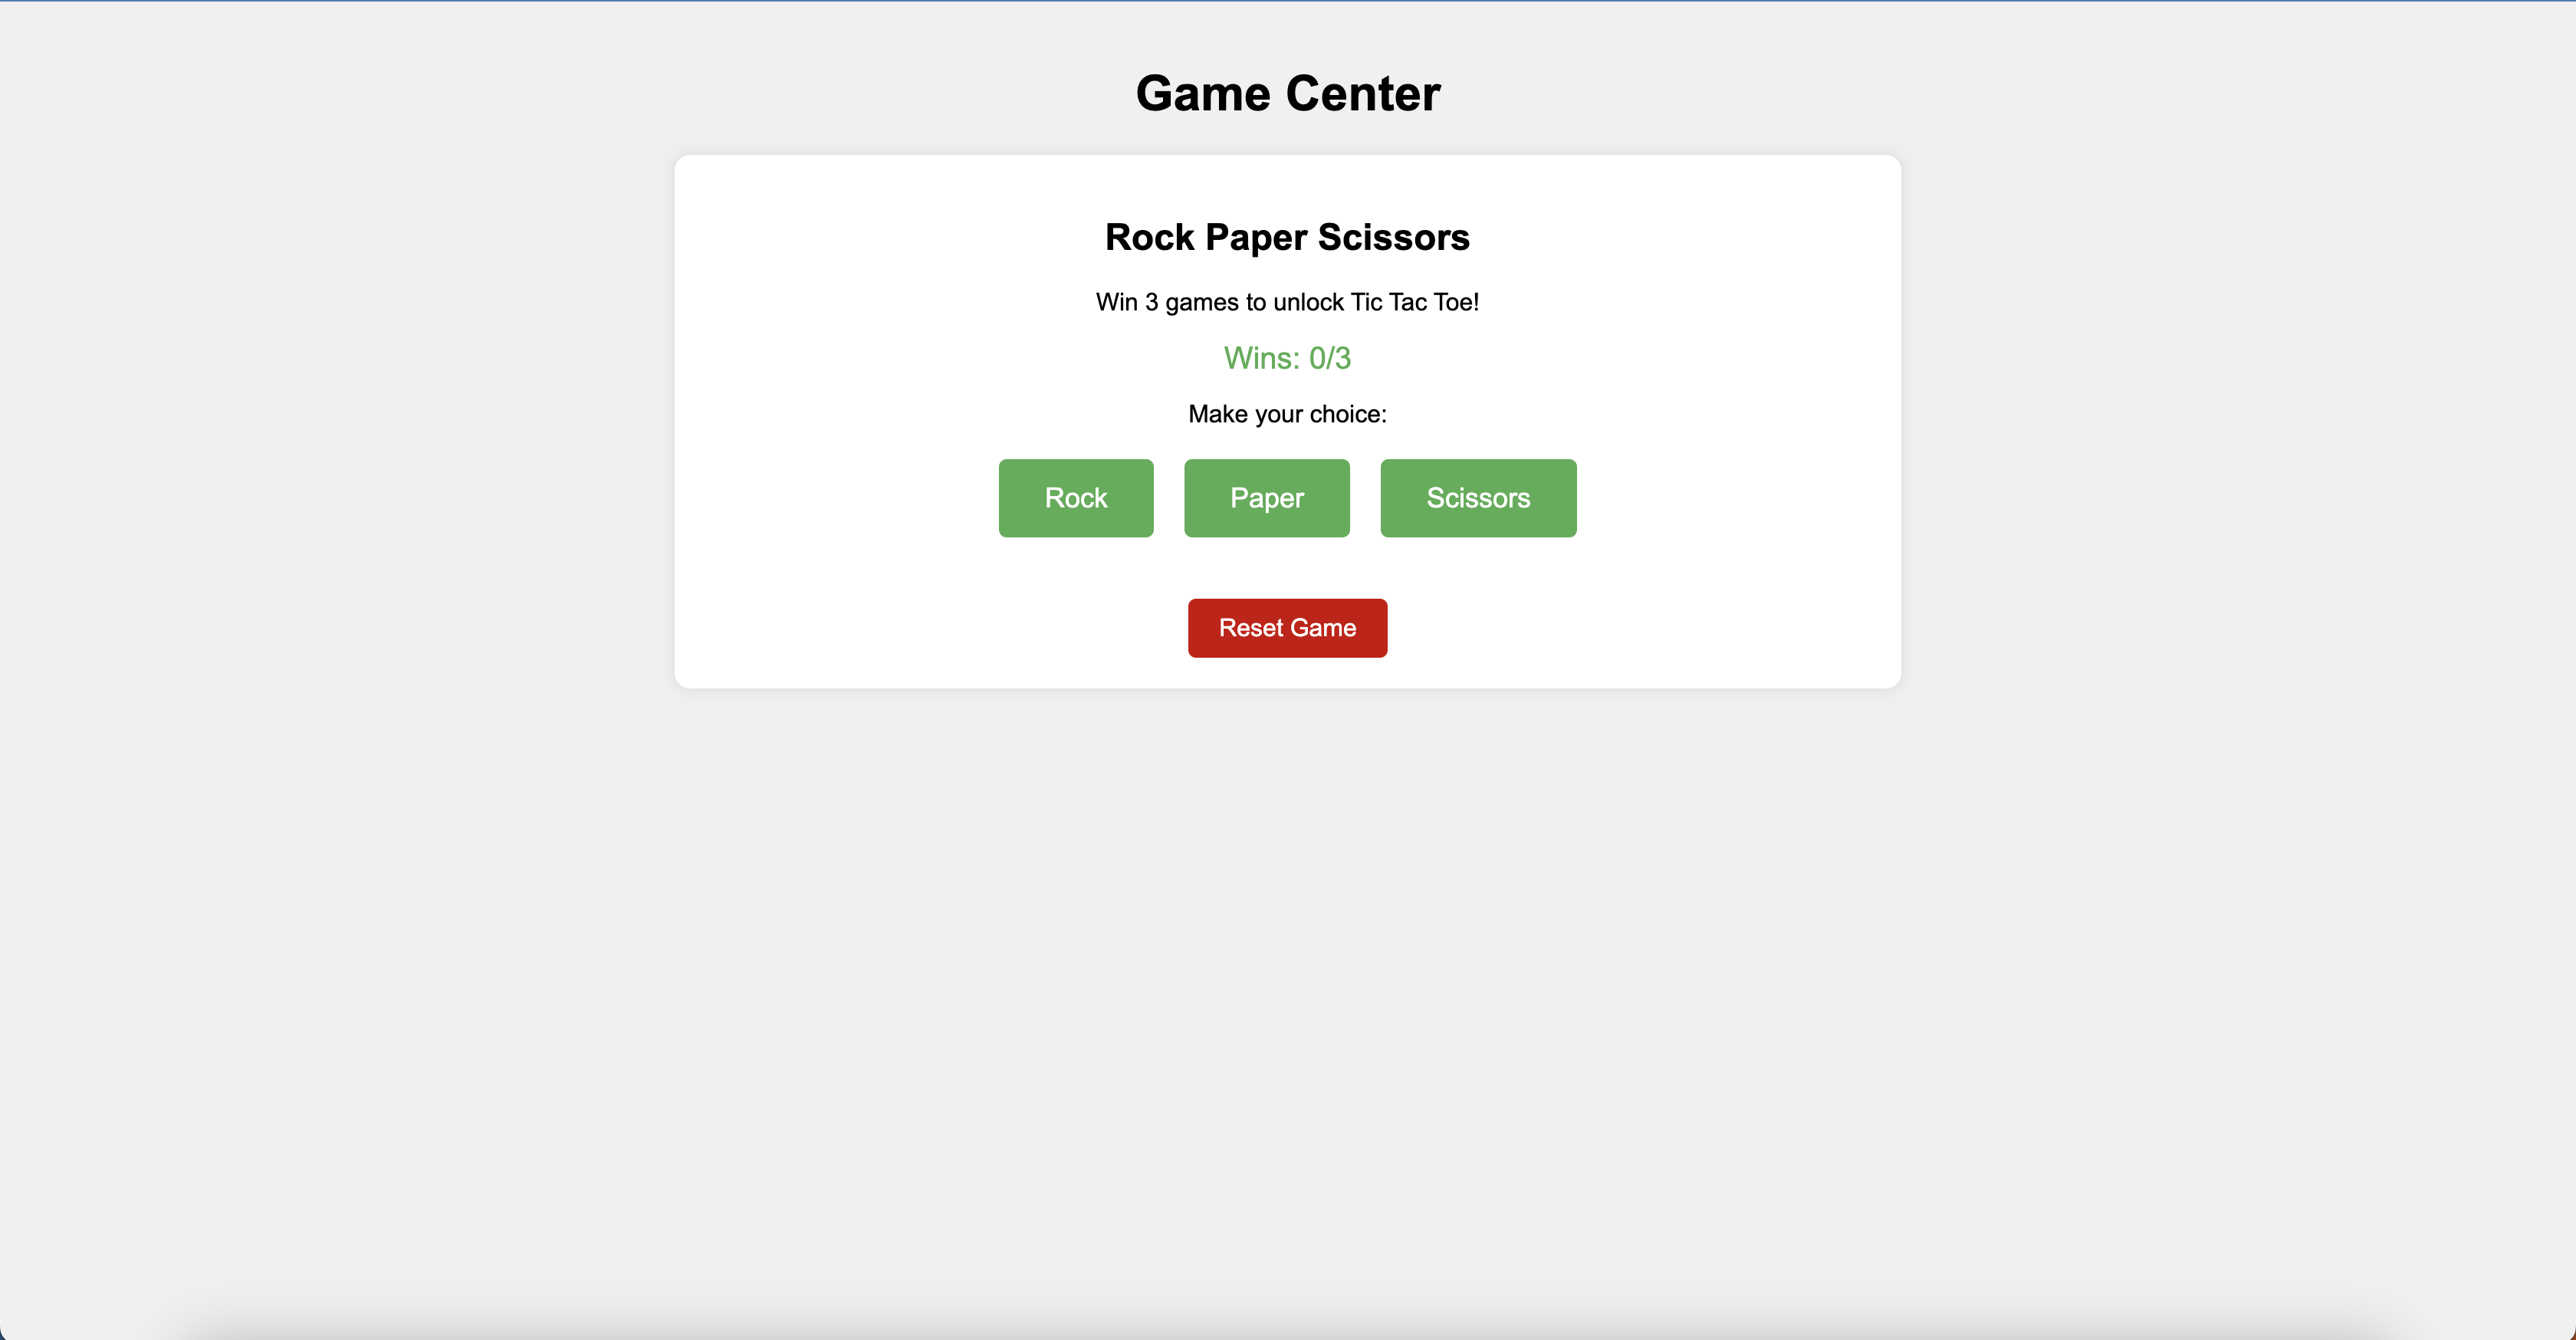 Game Center
Rock Paper Scissors
Win 3 games to unlock Tic Tac Toe!
Wins: 0/3
Make your choice:
Rock Paper Scissors
Reset Game